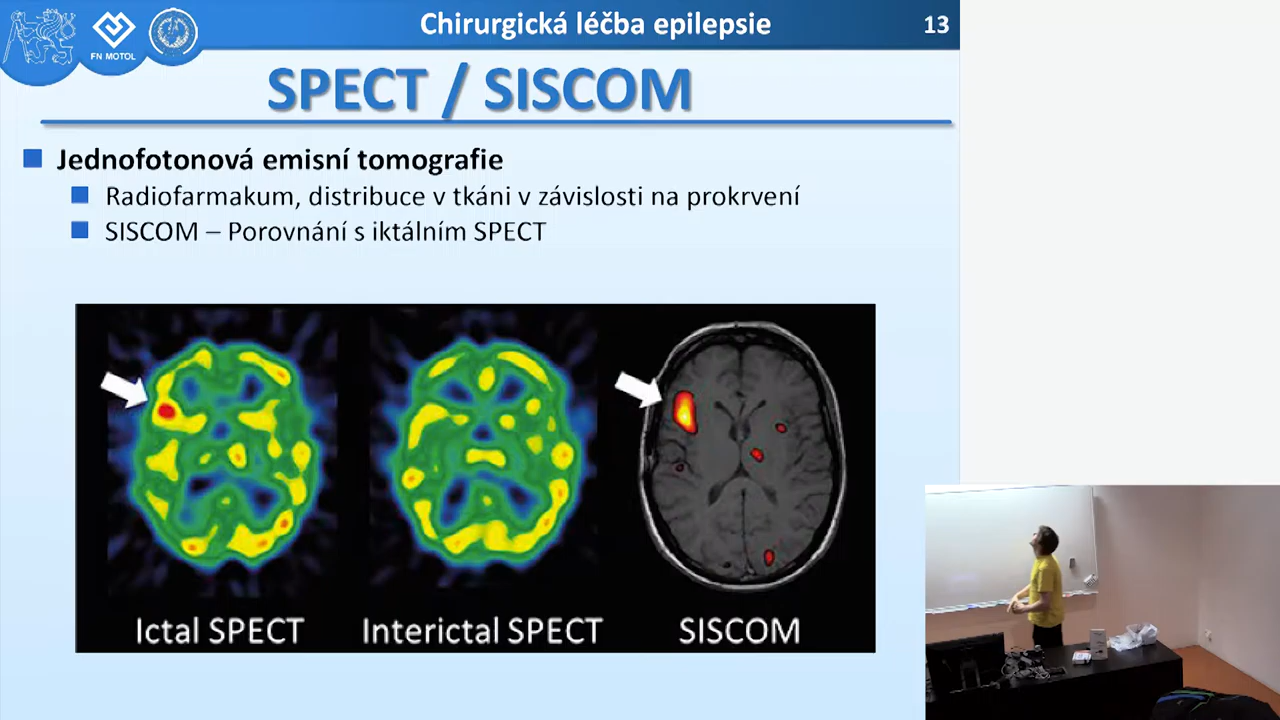 Chirurgická léčba epilepsie
13
FN MOTOL
SPECT / SISCOM
Jednofotonová emisní tomografie
Radiofarmakum, distribuce v tkáni v závislosti na prokrvení
SISCOM – Porovnání s iktálním SPECT
Ictal SPECT
Interictal SPECT
SISCOM